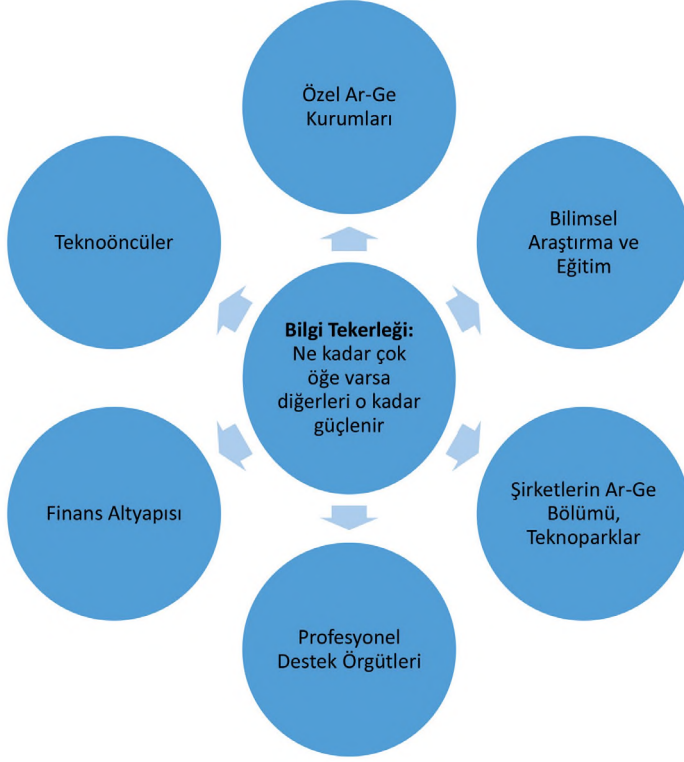 Özel Ar-Ge
Kurumları
Teknoöncüler
Bilimsel
Araştırma ve
Eğitim
Bilgi Tekerleği:
Ne kadar çok
öğe varsa
diğerleri o kadar
güçlenir
Finans Altyapısı
Şirketlerin Ar-Ge
Bölümü,
Teknoparklar
Profesyonel
Destek Örgütleri